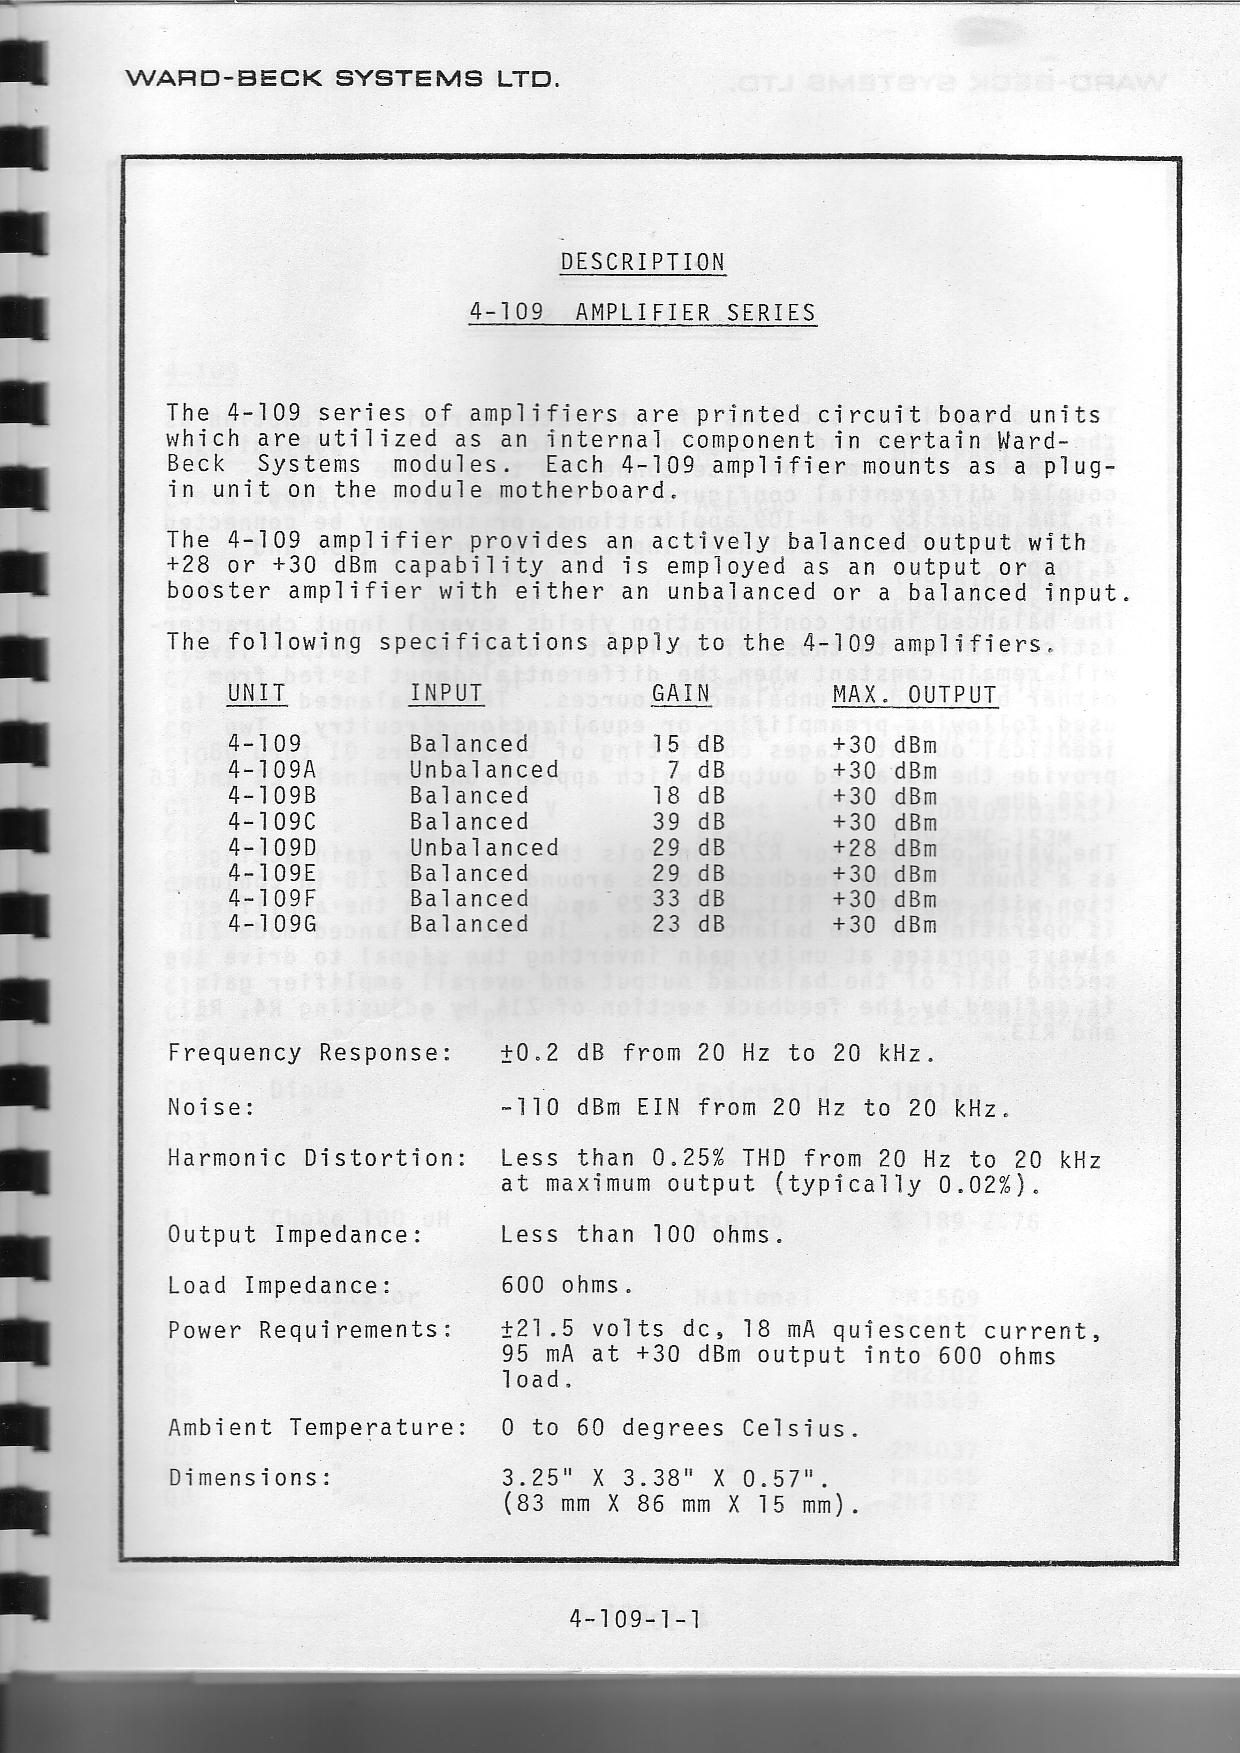 WARD-BECK SYSTEMS LTD.
DESCRIPTION
4-109 AMPLIFIER SERIES
The 4-109 series of amplifiers are printed circuit board units
which are utilized as an internal component in certain Ward-
Beck Systems modules. Each 4-109 amplifier mounts as a plug-
in unit on the module motherboard.
The 4-109 amplifier provides an actively balanced output with
+28 or +30 dBm capability and is employed as an output or a
booster amplifier with either an unbalanced or a balanced input.
The following specifications apply to the 4-109 amplifiers.
UNIT INPUT GAIN MAX. OUTPUT
4-109 Balanced 15 dB +30 dBm
4-109A Unbalanced 7 dB +30 dBm
4-109B Balanced 18 dB +30 dBm
4-109C Balanced 39 dB +30 dBm
4-109D Unbalanced 29 dB +28 dBm
4-109E Balanced 29 dB +30 dBm
4-109F Balanced 33 dB +30 dBm
4-109G Balanced 23 dB +30 dBm
Frequency Response: ±0.2 dB from 20 Hz to 20 kHz.
Noise: -110 dBm EIN from 20 Hz to 20 kHz.
Harmonic Distortion: Less than 0.25% THD from 20 Hz to 20 kHz
at maximum output (typically 0.02%).
Output Impedance: Less than 100 ohms.
Load Impedance: 600 ohms.
Power Requirements: ±21.5 volts dc, 18 mA quiescent current,
95 mA at +30 dBm output into 600 ohms
load.
Ambient Temperature: 0 to 60 degrees Celsius.
Dimensions: 3.25" X 3.38" X 0.57".
(83 mm X 86 mm X 15 mm).
4-109-1-1